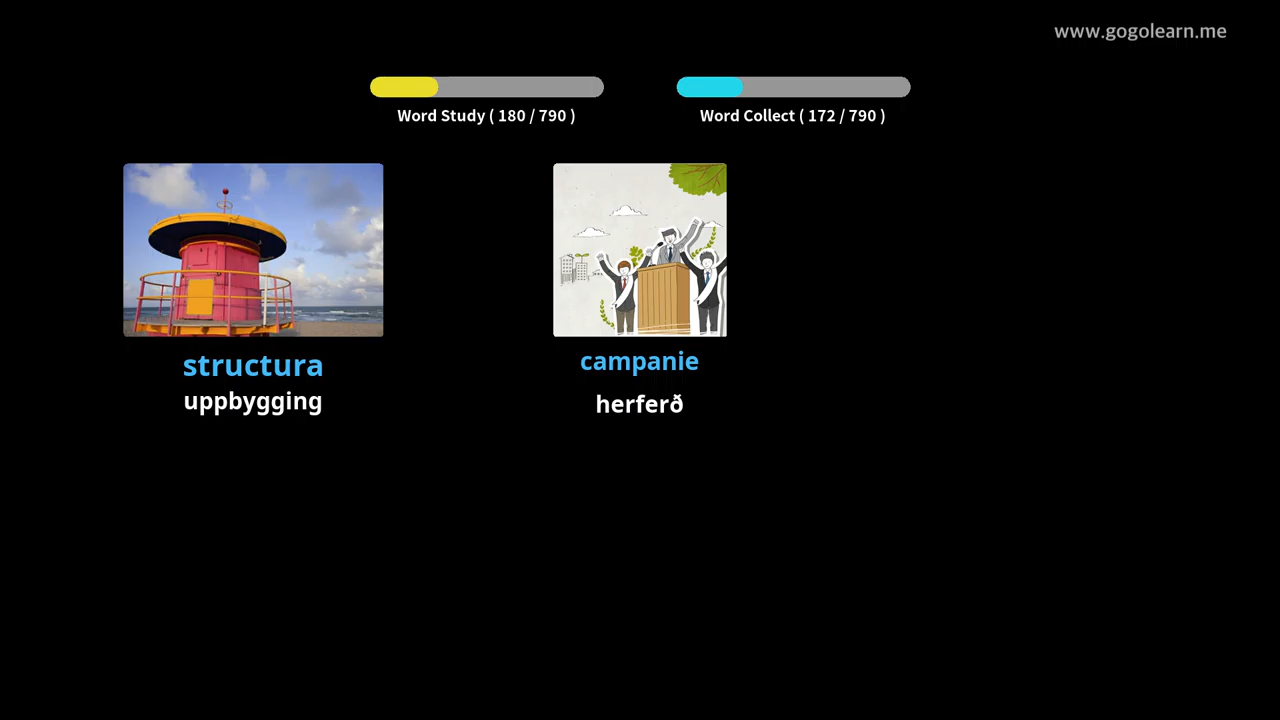 www.gogolearn.me
Word Study ( 180 / 790 )
Word Collect ( 172 / 790 )
structura
uppbygging
campanie
herferð